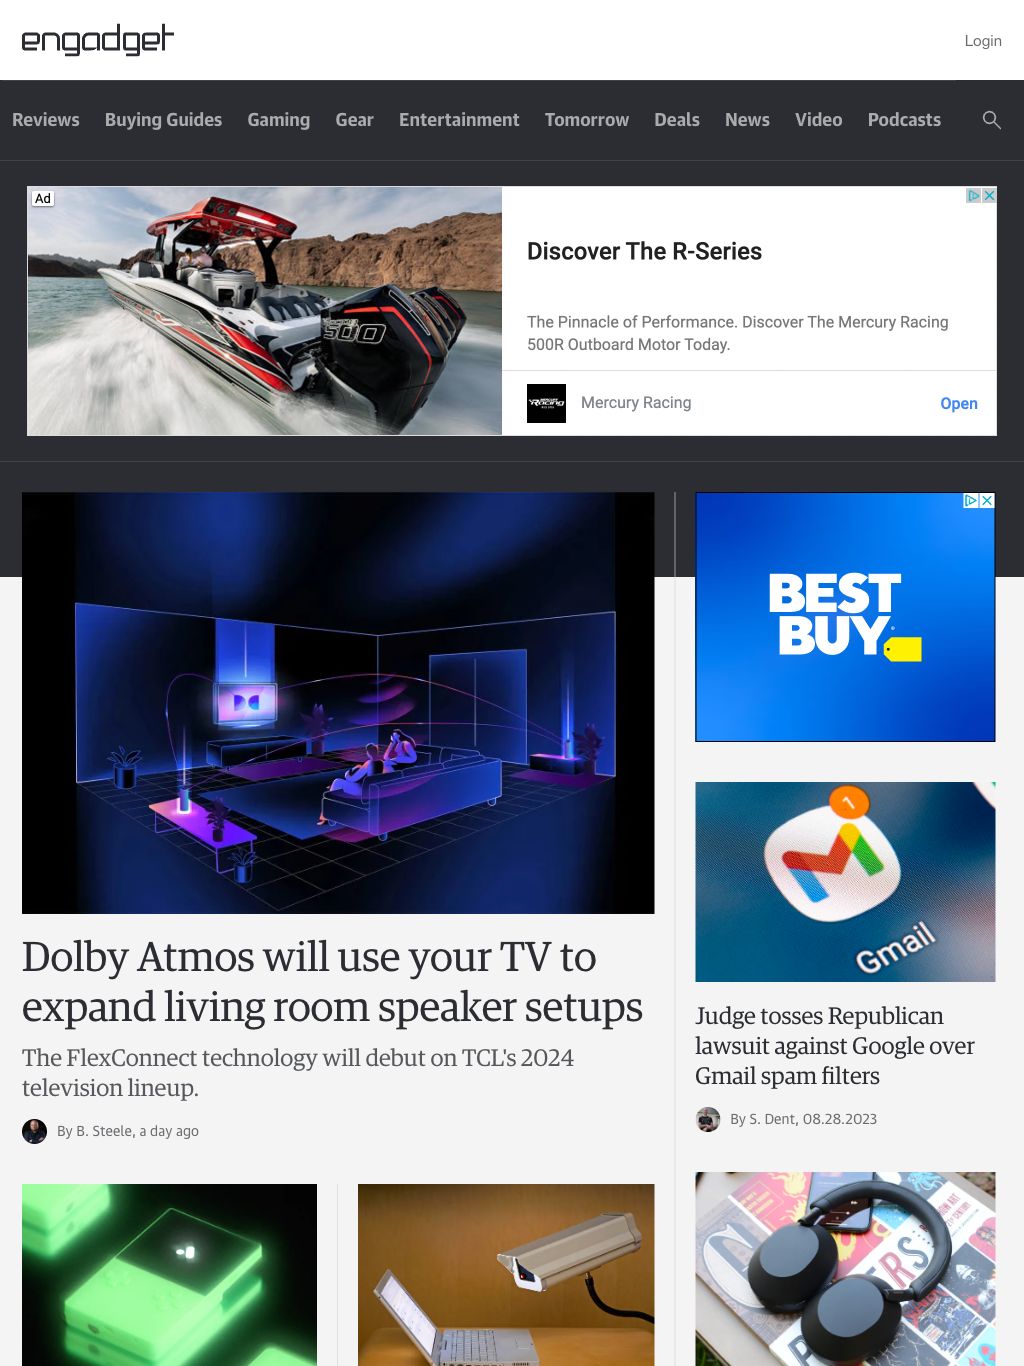 engadget
Login
Reviews Buying Guides Gaming Gear Entertainment Tomorrow Deals News Video Podcasts
Ad
500
Discover The R-Series
The Pinnacle of Performance. Discover The Mercury Racing
500R Outboard Motor Today.
Racing
Mercury Racing
Open
BEST
BUY
1
Gmail
Dolby Atmos will use your TV to
expand living room speaker setups
The FlexConnect technology will debut on TCL's 2024
television lineup.
By B. Steele, a day ago
Judge tosses Republican
lawsuit against Google over
Gmail spam filters
By S. Dent, 08.28.2023